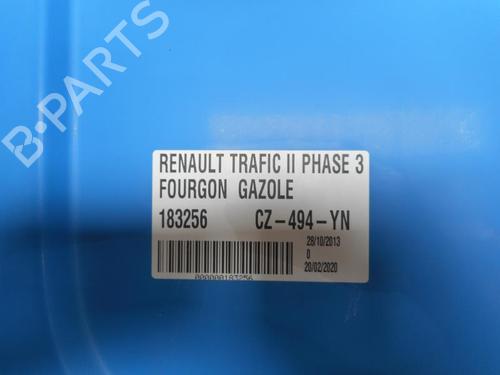 B-PARTS
RENAULT TRAFIC II PHASE 3
FOURGON GAZOLE
183256 CZ-494-YN
28/10/2013
0
20/02/2020
000000183256